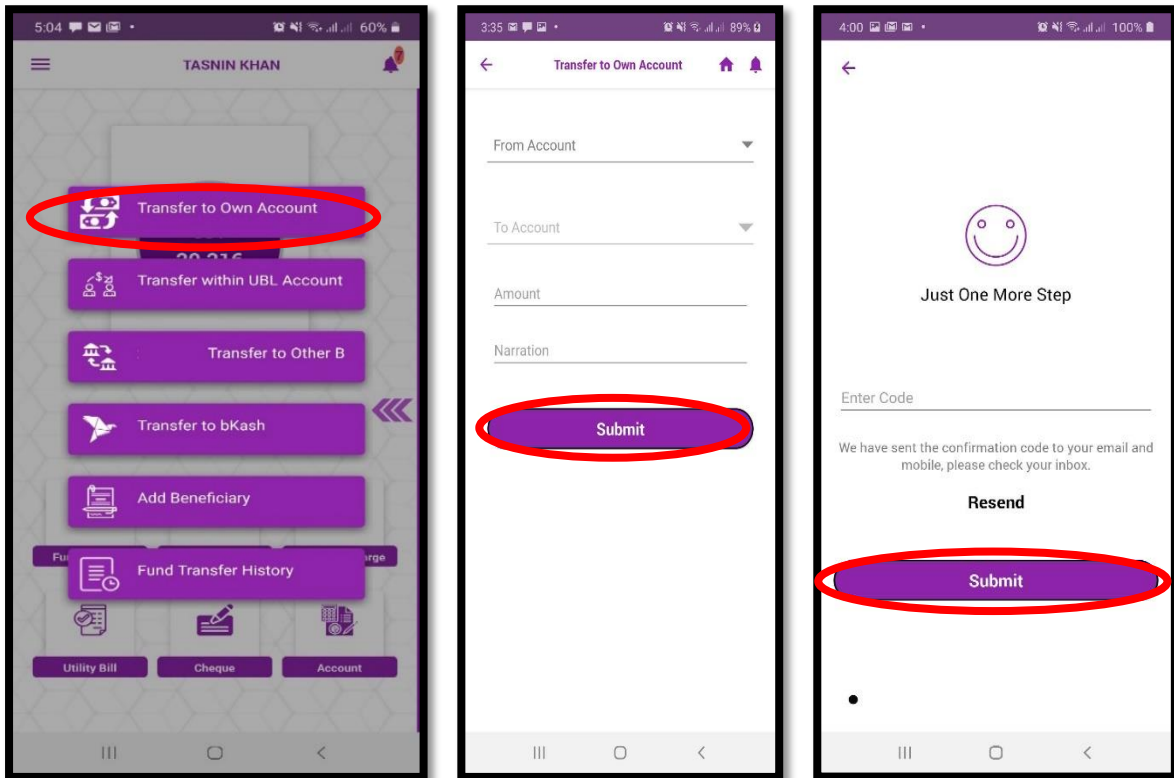 5:04
60%
TASNIN KHAN
7
Transfer to Own Account
Transfer within UBL Account
Transfer to Other B
Transfer to bKash
Add Beneficiary
Fu
rge
Fund Transfer History
Utility Bill
Cheque
Account
3:35
89%
Transfer to Own Account
From Account
To Account
Amount
Narration
Submit
4:00
100%
Just One More Step
Enter Code
We have sent the confirmation code to your email and
mobile, please check your inbox.
Resend
Submit